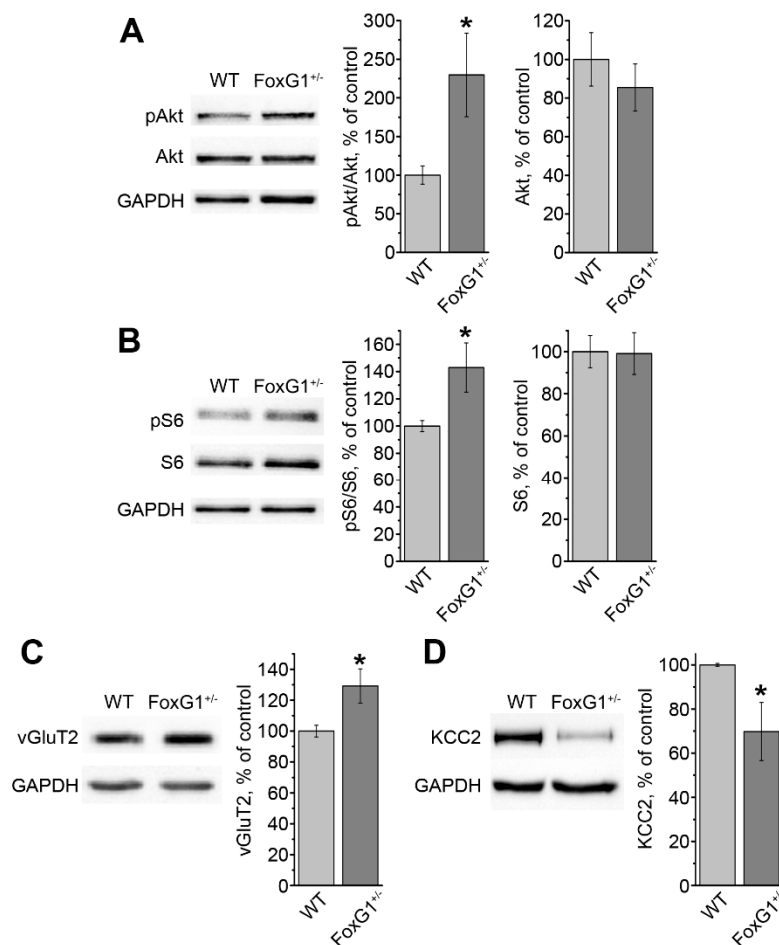 A
WT FoxG1+/-
pAkt
Akt
GAPDH
pAkt/Akt, % of control
300
250
200
150
100
50
0
*
WT
FoxG1+/-
Akt, % of control
120
100
80
60
40
20
0
WT
FoxG1+/-
B
WT FoxG1+/-
pS6
S6
GAPDH
pS6/S6, % of control
160
140
120
100
80
60
40
20
0
*
WT
FoxG1+/-
S6, % of control
100
80
60
40
20
0
WT
FoxG1+/-
C
WT FoxG1+/-
vGluT2
GAPDH
vGluT2, % of control
140
120
100
80
60
40
20
0
*
WT
FoxG1+/-
D
WT FoxG1+/-
KCC2
GAPDH
KCC2, % of control
100
80
60
40
20
0
*
WT
FoxG1+/-